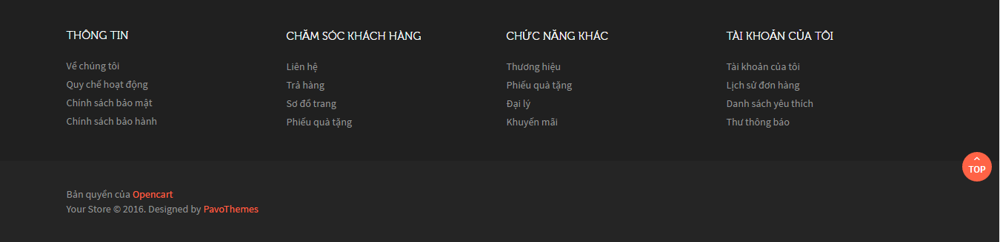 THÔNG TIN
Về chúng tôi
Quy chế hoạt động
Chính sách bảo mật
Chính sách bảo hành
CHĂM SÓC KHÁCH HÀNG
Liên hệ
Trả hàng
Sơ đồ trang
Phiếu quà tặng
CHỨC NĂNG KHÁC
Thương hiệu
Phiếu quà tặng
Đại lý
Khuyến mãi
TÀI KHOẢN CỦA TÔI
Tài khoản của tôi
Lịch sử đơn hàng
Danh sách yêu thích
Thư thông báo
TOP
Bản quyền của Opencart
Your Store © 2016. Designed by PavoThemes